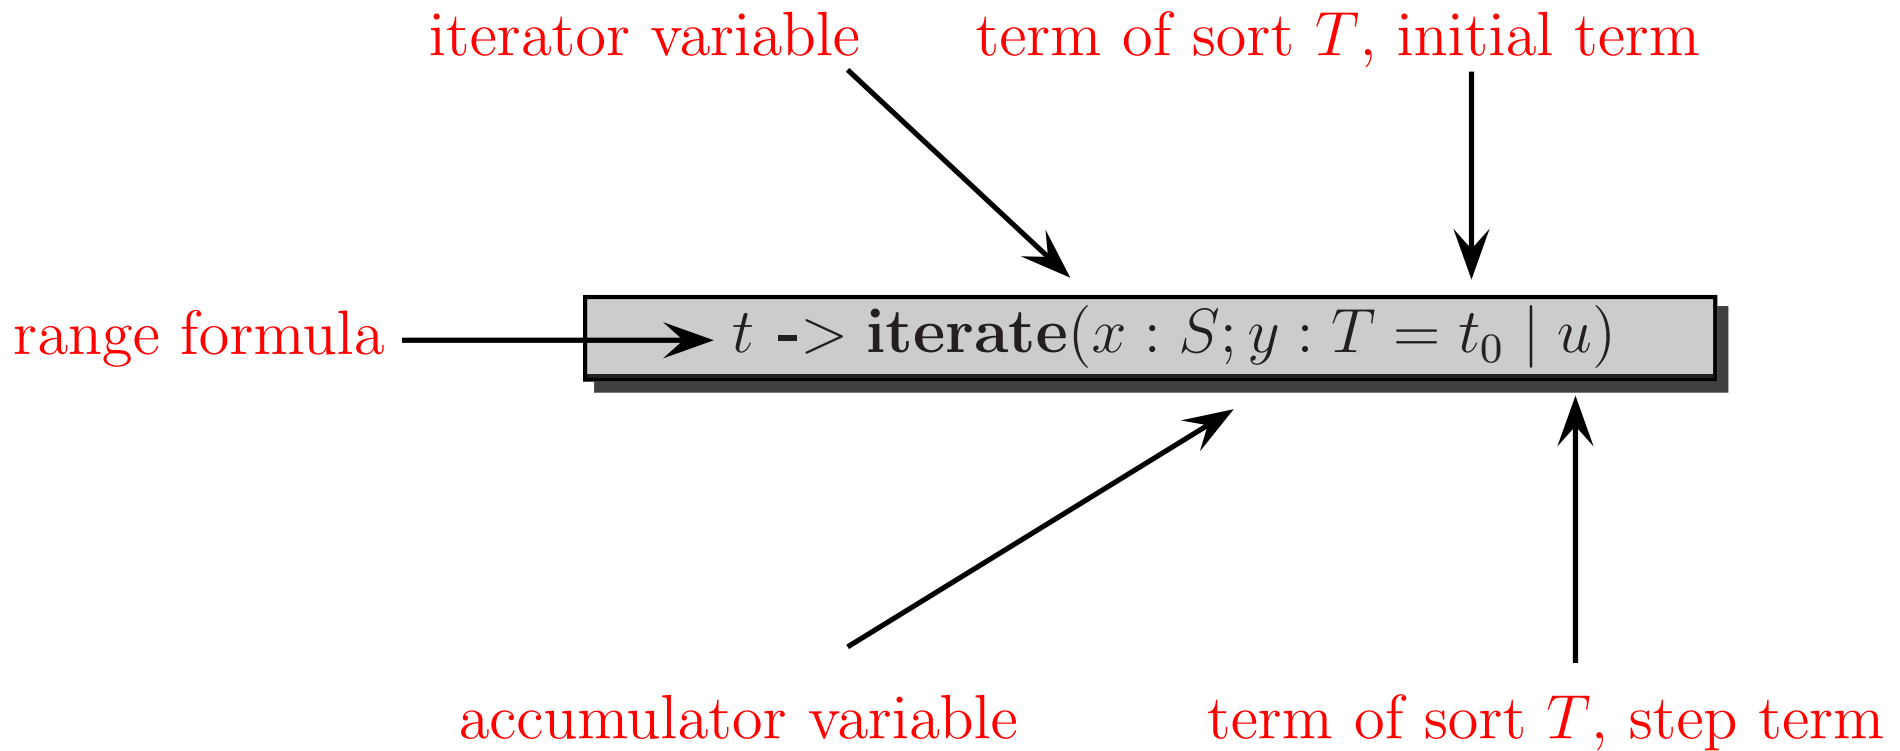 iterator variable
term of sort T, initial term
range formula
t -> iterate(x : S; y : T = t₀ | u)
accumulator variable
term of sort T, step term